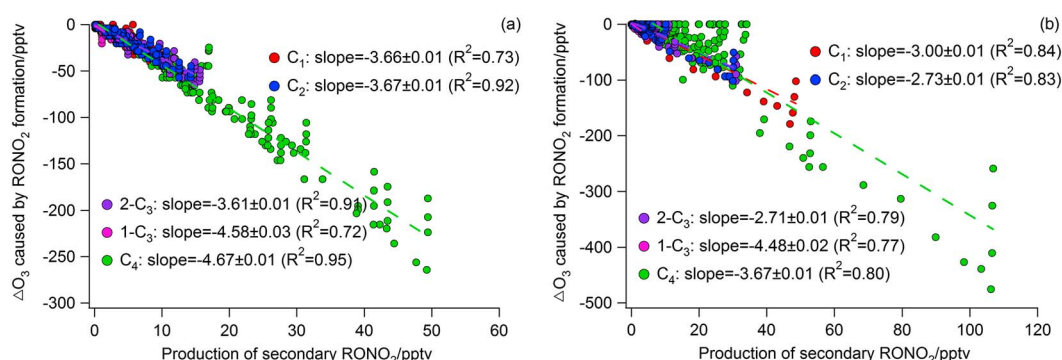 (a)
C₁: slope=-3.66±0.01 (R²=0.73)
C₂: slope=-3.67±0.01 (R²=0.92)
2-C₃: slope=-3.61±0.01 (R²=0.91)
1-C₃: slope=-4.58±0.03 (R²=0.72)
C₄: slope=-4.67±0.01 (R²=0.95)
△O₃ caused by RONO₂ formation/pptv
0
-50
-100
-150
-200
-250
-300
0 10 20 30 40 50 60
Production of secondary RONO₂/pptv
(b)
C₁: slope=-3.00±0.01 (R²=0.84)
C₂: slope=-2.73±0.01 (R²=0.83)
2-C₃: slope=-2.71±0.01 (R²=0.79)
1-C₃: slope=-4.48±0.02 (R²=0.77)
C₄: slope=-3.67±0.01 (R²=0.80)
△O₃ caused by RONO₂ formation/pptv
0
-100
-200
-300
-400
-500
0 20 40 60 80 100 120
Production of secondary RONO₂/pptv